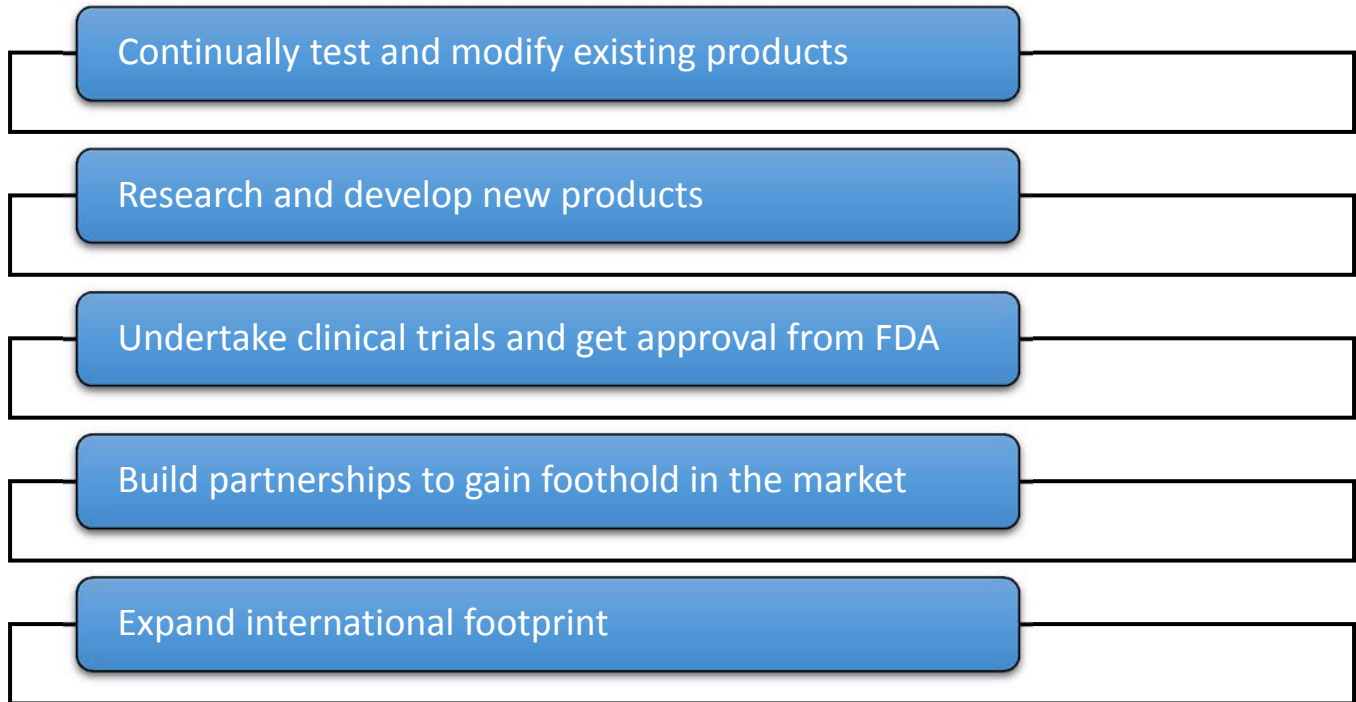 Continually test and modify existing products
Research and develop new products
Undertake clinical trials and get approval from FDA
Build partnerships to gain foothold in the market
Expand international footprint